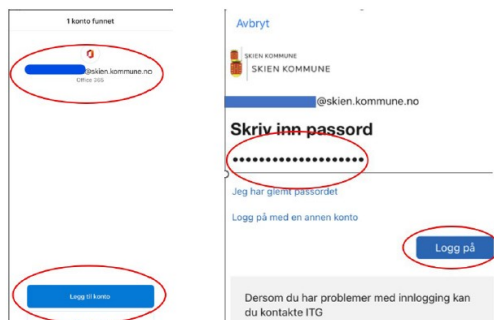 1 konto funnet
@skien.kommune.no
Office 365
Legg til konto
Avbryt
SKIEN KOMMUNE
SKIEN KOMMUNE
@skien.kommune.no
Skriv inn passord
Jeg har glemt passordet
Logg på med en annen konto
Logg på
Dersom du har problemer med innlogging kan
du kontakte ITG